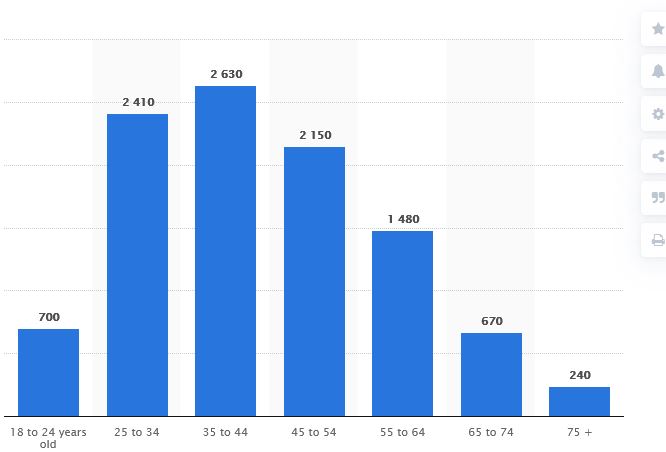 2 630
2 410
2 150
1 480
700
670
240
18 to 24 years
old
25 to 34
35 to 44
45 to 54
55 to 64
65 to 74
75 +